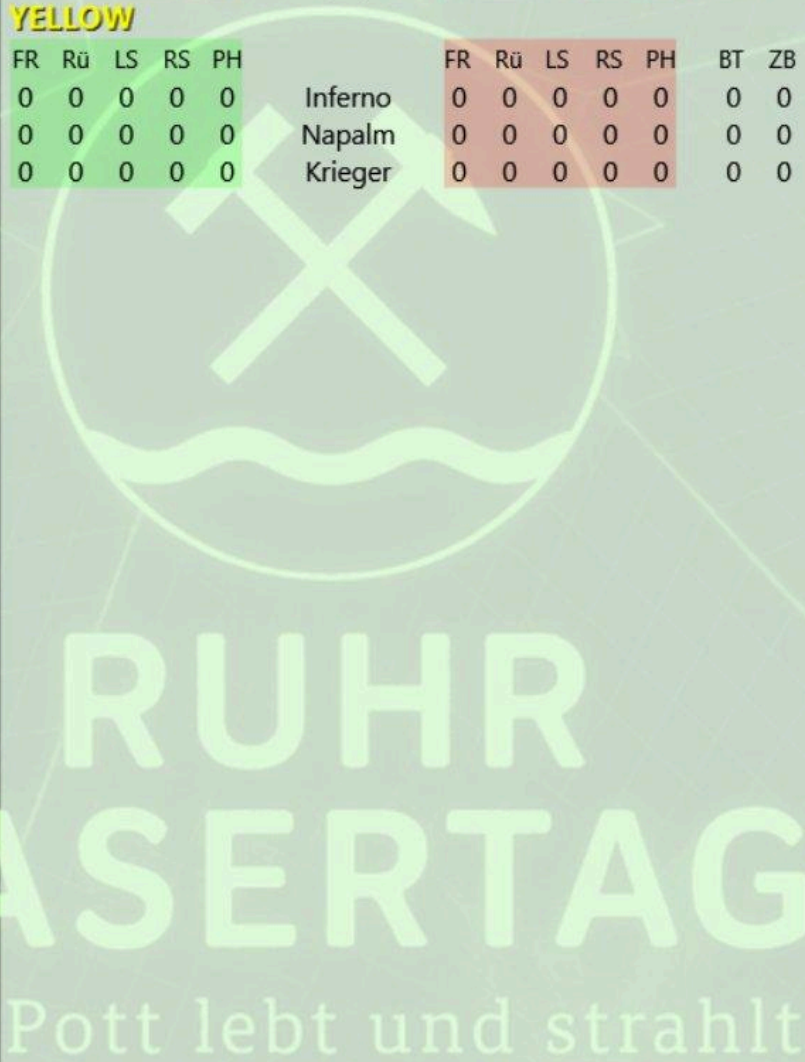 YELLOW
FR Rü LS RS PH FR Rü LS RS PH BT ZB
0 0 0 0 0 Inferno 0 0 0 0 0 0 0
0 0 0 0 0 Napalm 0 0 0 0 0 0 0
0 0 0 0 0 Krieger 0 0 0 0 0 0 0
RUHR
ASERTAG
Pott lebt und strahlt